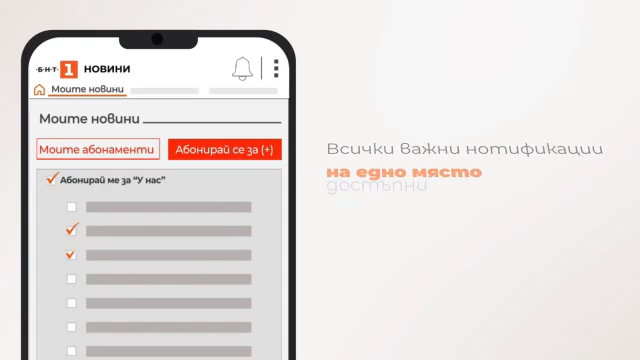 ·Б·Н·Т· 1 НОВИНИ
Моите новини
Моите новини
Моите абонаменти
Абонирай се за (+)
Абонирай ме за "У нас"
Всички важни нотификации
на едно място
достъпни